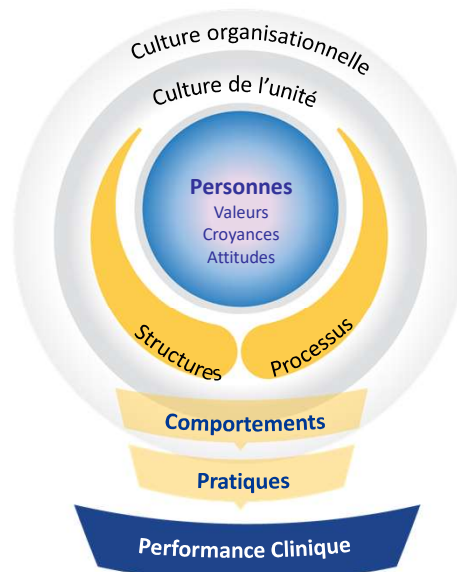 Culture organisationnelle
Culture de l’unité
Personnes
Valeurs
Croyances
Attitudes
Structures
Processus
Comportements
Pratiques
Performance Clinique